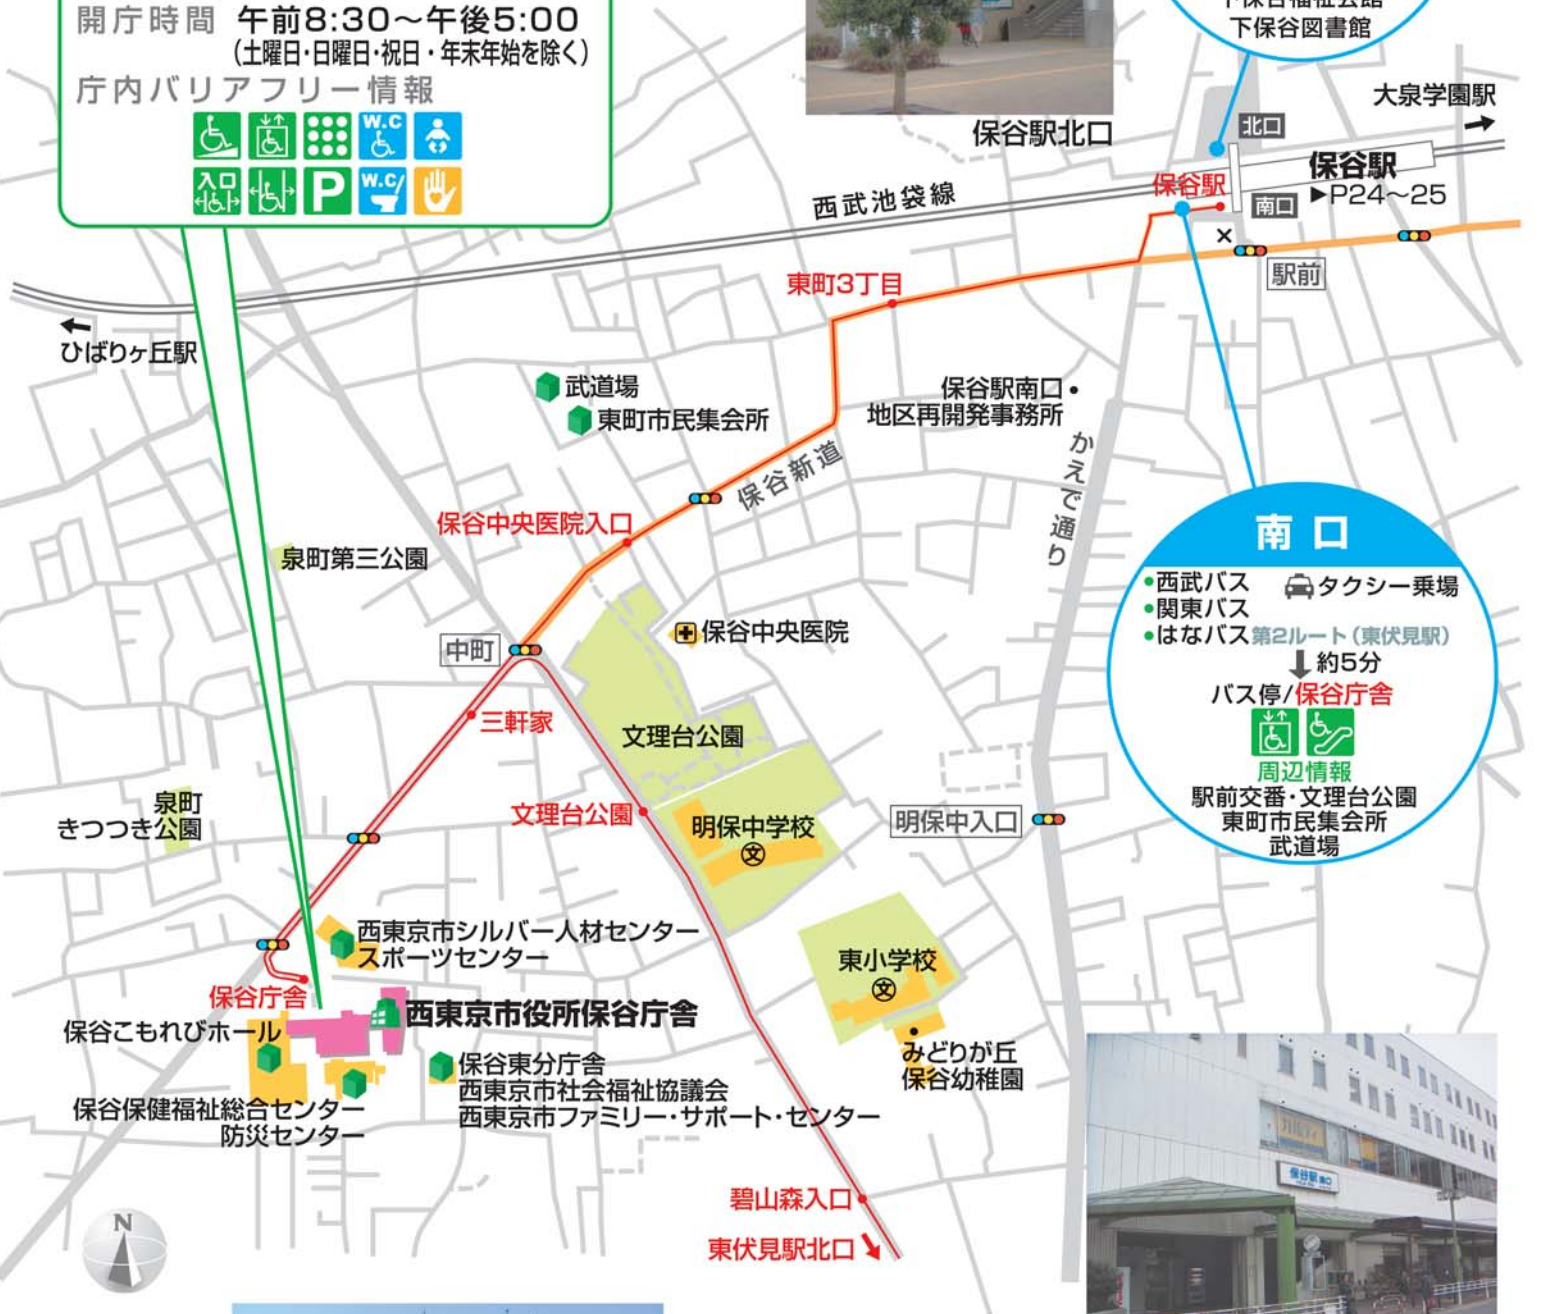 開庁時間 午前8:30～午後5:00
(土曜日・日曜日・祝日・年末年始を除く)
庁内バリアフリー情報
W.C
入口
P
W.C
下保谷福祉会館
下保谷図書館
保谷駅北口
大泉学園駅
北口
保谷駅
▶P24～25
保谷駅
南口
西武池袋線
駅前
東町3丁目
ひばりヶ丘駅
武道場
東町市民集会所
保谷駅南口
地区再開発事務所
かえで通り
保谷新道
保谷中央医院入口
泉町第三公園
南口
・西武バス
タクシー乗場
・関東バス
・はなバス第2ルート(東伏見駅)
約5分
バス停/保谷庁舎
周辺情報
駅前交番・文理台公園
東町市民集会所
武道場
保谷中央医院
中町
三軒家
文理台公園
泉町
きつつき公園
文理台公園
明保中学校
文
明保中入口
西東京市シルバー人材センター
スポーツセンター
東小学校
文
保谷庁舎
西東京市役所保谷庁舎
保谷こもれびホール
みどりが丘
保谷幼稚園
保谷東分庁舎
西東京市社会福祉協議会
西東京市ファミリー・サポート・センター
保谷保健福祉総合センター
防災センター
碧山森入口
東伏見駅北口
N
保谷駅 南口